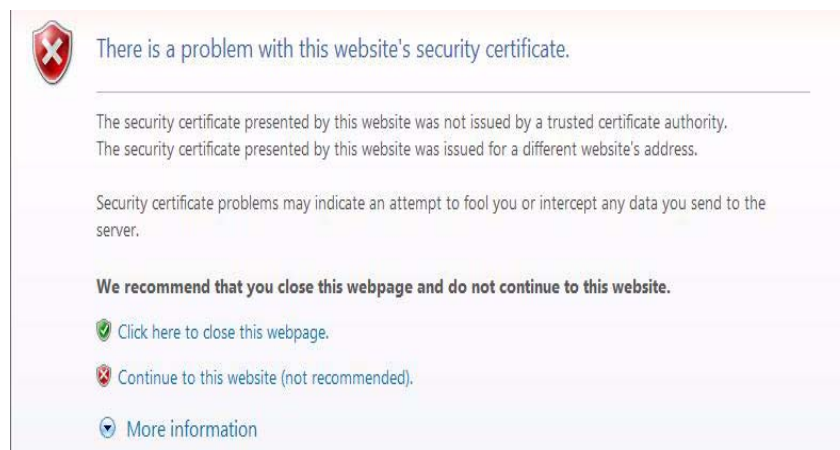 There is a problem with this website's security certificate.
The security certificate presented by this website was not issued by a trusted certificate authority.
The security certificate presented by this website was issued for a different website's address.
Security certificate problems may indicate an attempt to fool you or intercept any data you send to the
server.
We recommend that you close this webpage and do not continue to this website.
Click here to close this webpage.
Continue to this website (not recommended).
More information